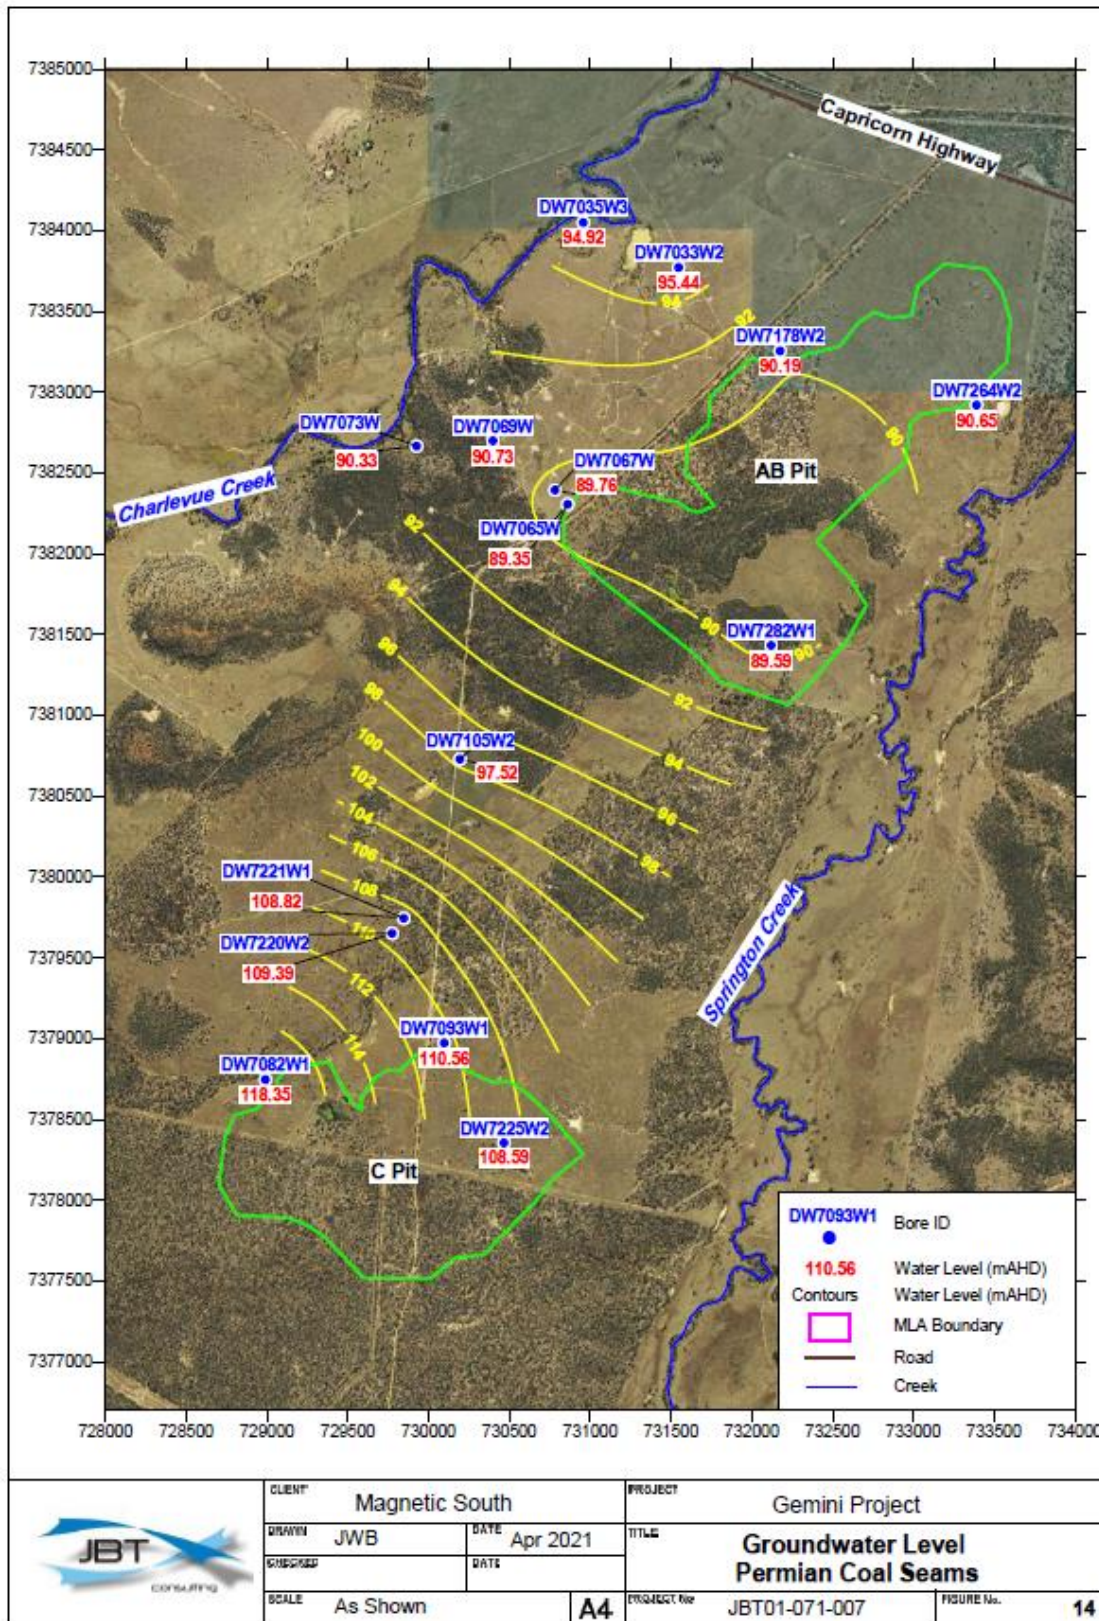 7385000
7384500
7384000
7383500
7383000
7382500
7382000
7381500
7381000
7380500
7380000
7379500
7379000
7378500
7378000
7377500
7377000
Capricorn Highway
DW7035W3
94.92
DW7033W2
95.44
94
92
DW7178W2
90.19
DW7264W2
90.65
90
DW7073W
90.33
DW7069W
90.73
DW7067W
89.76
AB Pit
Charlevue Creek
DW7065W
89.35
92
94
90
DW7282W1
89.59
90
96
98
92
DW7105W2
97.52
100
94
102
104
96
106
98
DW7221W1
108.82
108
DW7220W2
109.39
112
Springton Creek
114
DW7093W1
110.56
DW7082W1
118.35
DW7225W2
108.59
C Pit
DW7093W1 Bore ID
110.56 Water Level (mAHD)
Contours Water Level (mAHD)
MLA Boundary
Road
Creek
728000 728500 729000 729500 730000 730500 731000 731500 732000 732500 733000 733500 734000
JBT
consulting
CLIENT Magnetic South
PROJECT Gemini Project
DRAWN JWB DATE Apr 2021
TITLE Groundwater Level
Permian Coal Seams
DATE
SCALE As Shown A4
PROJECT No JBT01-071-007 FIGURE No. 14